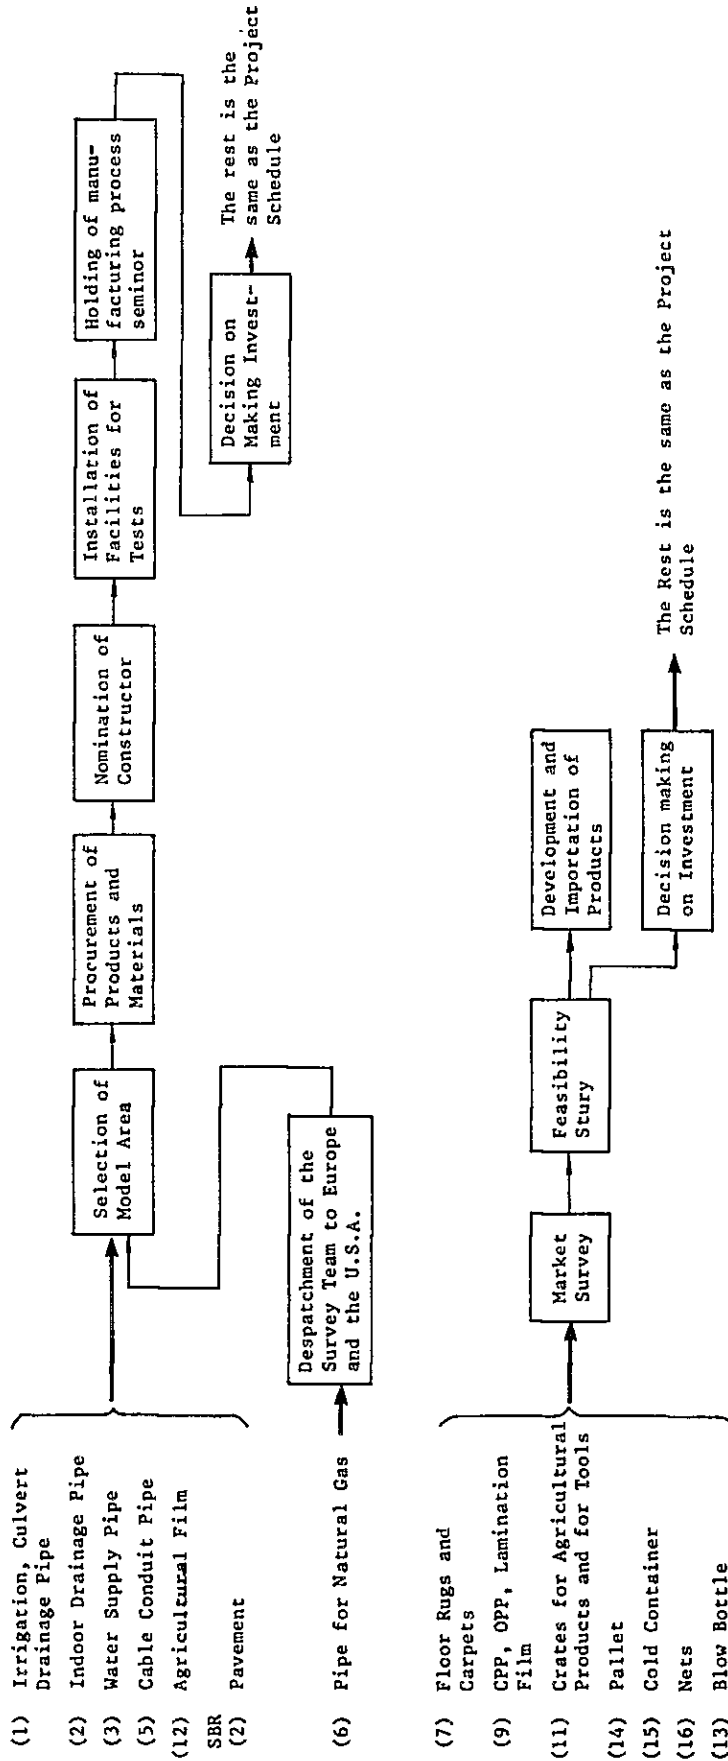 (1) Irrigation, Culvert
Drainage Pipe
(2) Indoor Drainage Pipe
(3) Water Supply Pipe
(5) Cable Conduit Pipe
(12) Agricultural Film
SBR
(2) Pavement
Selection of
Model Area
Procurement of
Products and
Materials
Nomination of
Constructor
Installation of
Facilities for
Tests
Holding of manu-
facturing process
seminor
Decision on
Making Invest-
ment
The rest is the
same as the Project
Schedule
(6) Pipe for Natural Gas
Despatchment of the
Survey Team to Europe
and the U.S.A.
(7) Floor Rugs and
Carpets
(9) CPP, OPP, Lamination
Film
(11) Crates for Agricultural
Products and for Tools
(14) Pallet
(15) Cold Container
(16) Nets
(13) Blow Bottle
Market
Survey
Feasibility
Stury
Development and
Importation of
Products
Decision making
on Investment
The Rest is the same as the Project
Schedule